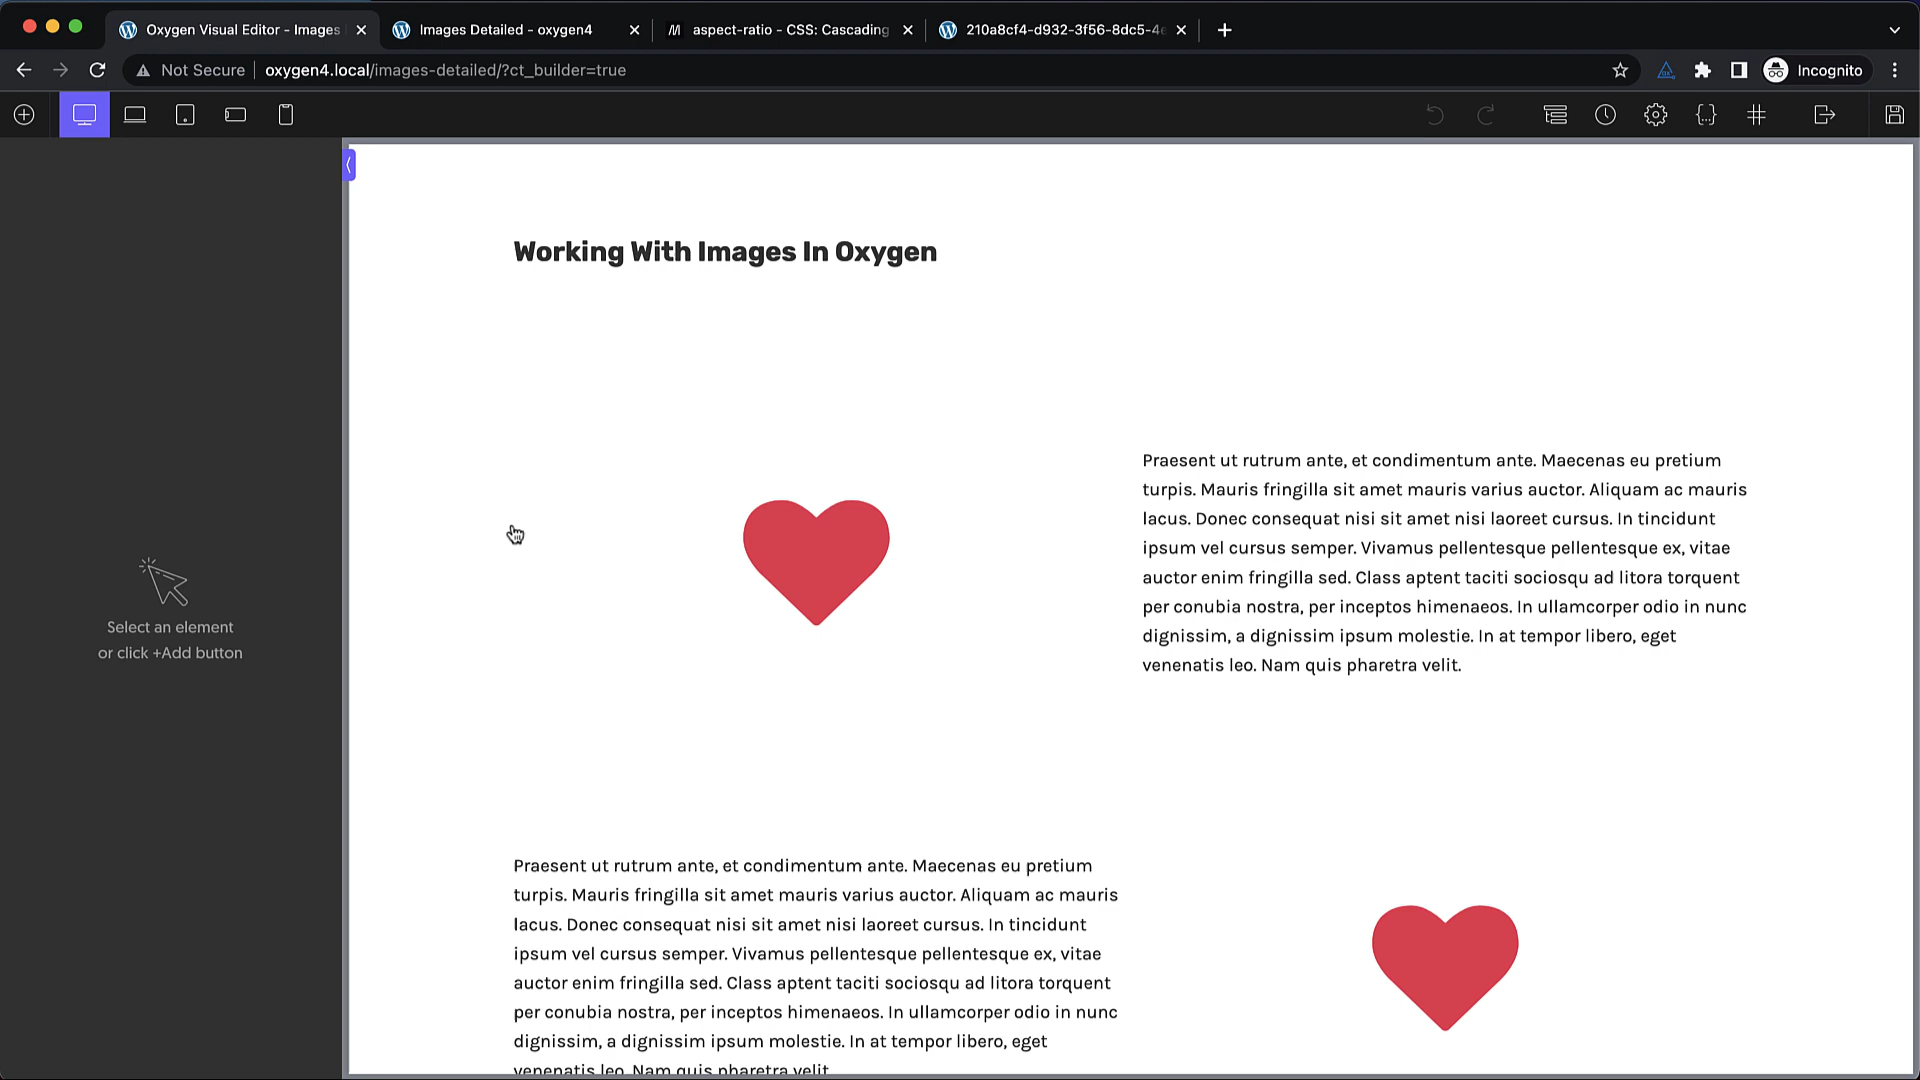 Oxygen Visual Editor - Images
Images Detailed - oxygen4
aspect-ratio - CSS: Cascading
210a8cf4-d932-3f56-8dc5-4e
Not Secure
oxygen4.local/images-detailed/?ct_builder=true
Incognito
Select an element
or click +Add button
Working With Images In Oxygen
Praesent ut rutrum ante, et condimentum ante. Maecenas eu pretium
turpis. Mauris fringilla sit amet mauris varius auctor. Aliquam ac mauris
lacus. Donec consequat nisi sit amet nisi laoreet cursus. In tincidunt
ipsum vel cursus semper. Vivamus pellentesque pellentesque ex, vitae
auctor enim fringilla sed. Class aptent taciti sociosqu ad litora torquent
per conubia nostra, per inceptos himenaeos. In ullamcorper odio in nunc
dignissim, a dignissim ipsum molestie. In at tempor libero, eget
venenatis leo. Nam quis pharetra velit.
Praesent ut rutrum ante, et condimentum ante. Maecenas eu pretium
turpis. Mauris fringilla sit amet mauris varius auctor. Aliquam ac mauris
lacus. Donec consequat nisi sit amet nisi laoreet cursus. In tincidunt
ipsum vel cursus semper. Vivamus pellentesque pellentesque ex, vitae
auctor enim fringilla sed. Class aptent taciti sociosqu ad litora torquent
per conubia nostra, per inceptos himenaeos. In ullamcorper odio in nunc
dignissim, a dignissim ipsum molestie. In at tempor libero, eget
venenatis leo. Nam quis pharetra velit.